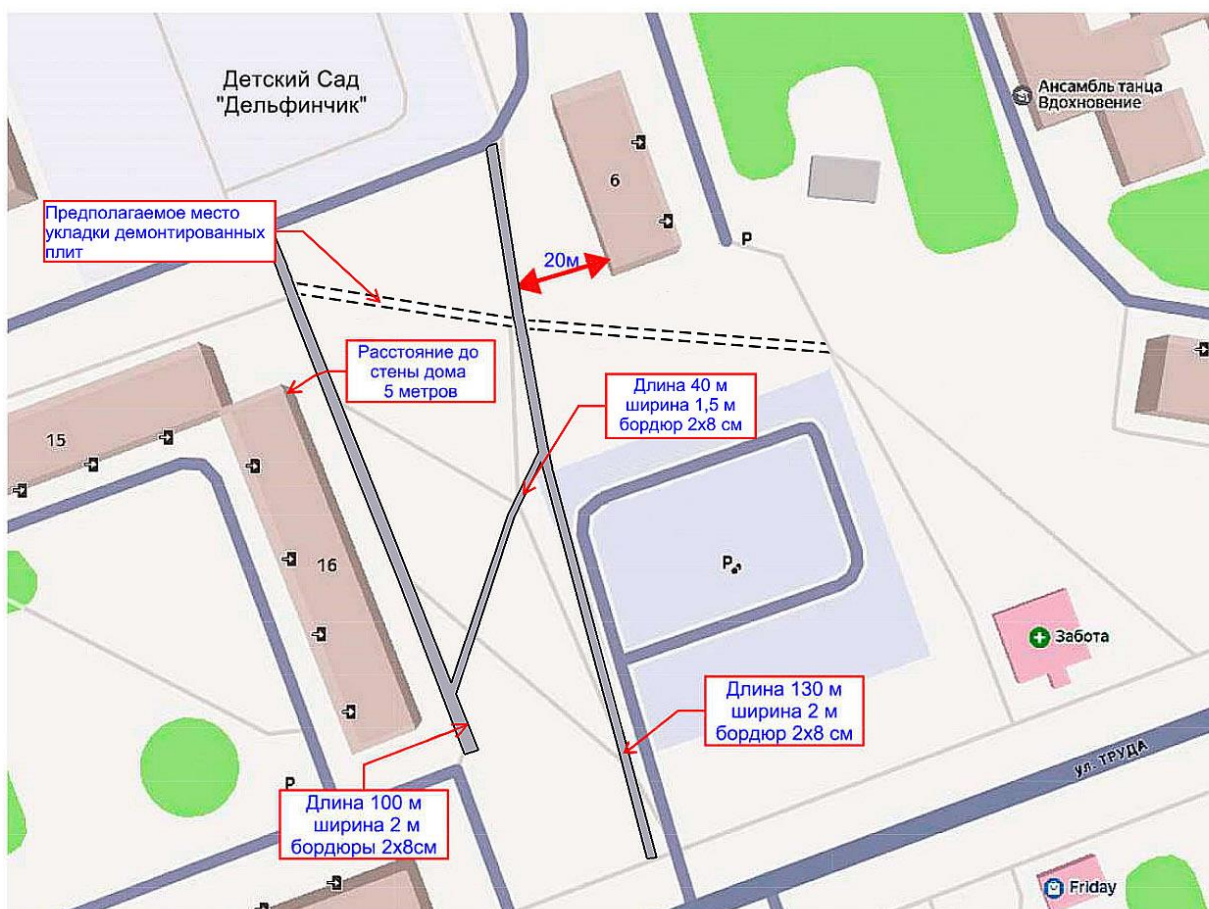 Детский Сад
"Дельфинчик"
Ансамбль танца
Вдохновение
6
Предполагаемое место
укладки демонтированных
плит
P
20м
Расстояние до
стены дома
5 метров
Длина 40 м
ширина 1,5 м
бордюр 2х8 см
15
16
P
Забота
Длина 130 м
ширина 2 м
бордюр 2х8 см
ул. ТРУДА
P
Длина 100 м
ширина 2 м
бордюры 2х8см
Friday